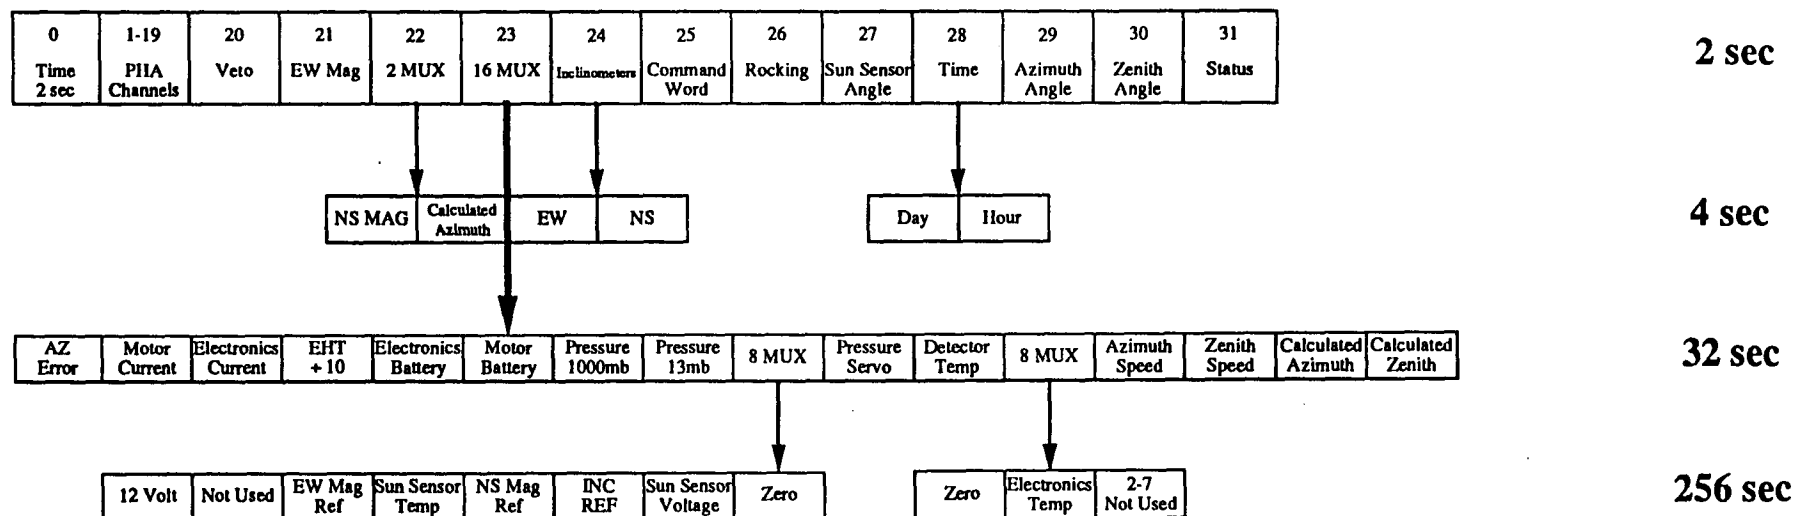 0 1-19 20 21 22 23 24 25 26 27 28 29 30 31
Time PHA Veto EW Mag 2 MUX 16 MUX Inclinometers Command Rocking Sun Sensor Time Azimuth Zenith Status
2 sec Channels Word Angle Angle Angle
2 sec
NS MAG Calculated EW NS Day Hour
Azimuth
4 sec
AZ Motor Electronics EHT Electronics Motor Pressure Pressure 8 MUX Pressure Detector 8 MUX Azimuth Zenith Calculated Calculated
Error Current Current + 10 Battery Battery 1000mb 13mb Servo Temp Speed Speed Azimuth Zenith
32 sec
12 Volt Not Used EW Mag Sun Sensor NS Mag INC Sun Sensor Zero Zero Electronics 2-7
Ref Temp Ref REF Voltage Temp Not Used
256 sec